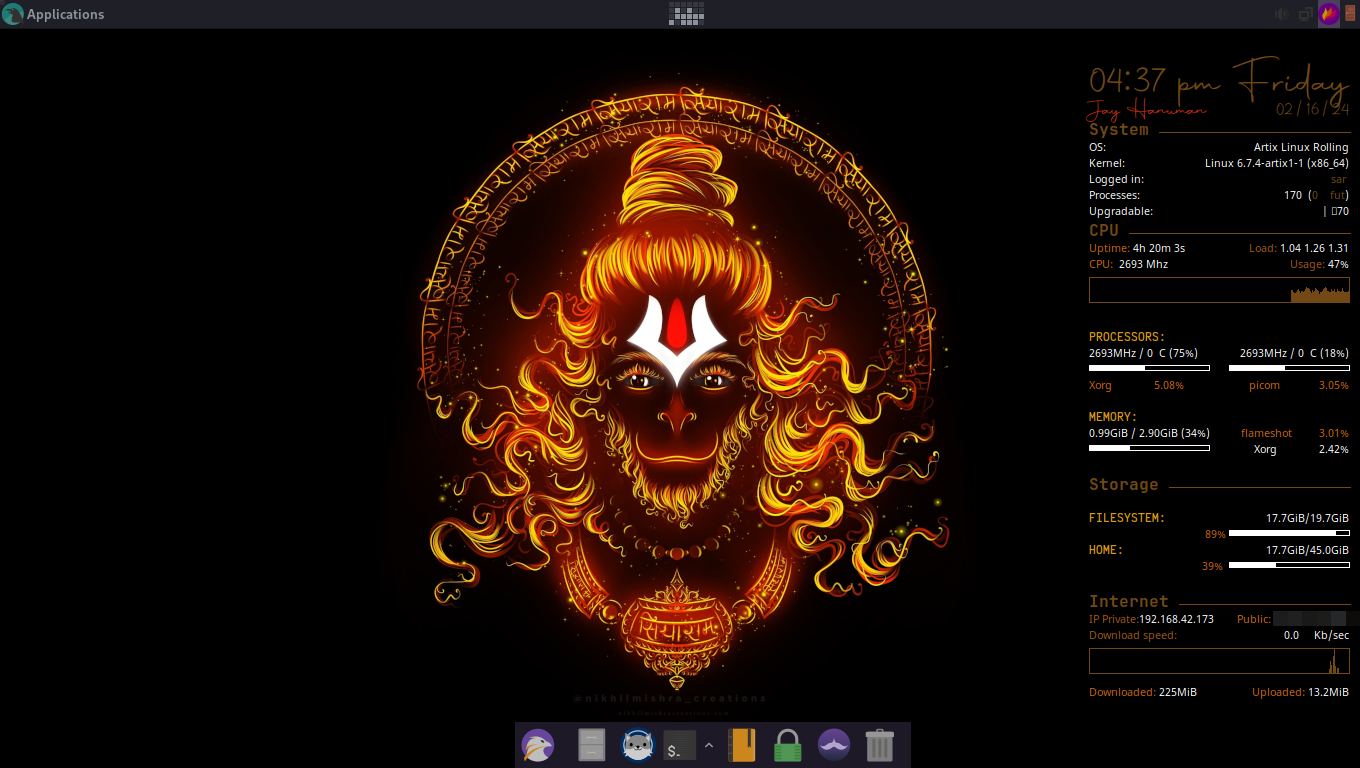 Applications
04:37 pm Friday
Jay Hanuman 02/16/24
System
OS: Artix Linux Rolling
Kernel: Linux 6.7.4-artix1-1 (x86_64)
Logged in: sar
Processes: 170 (0 fut)
Upgradable: | 70
CPU
Uptime: 4h 20m 3s Load: 1.04 1.26 1.31
CPU: 2693 Mhz Usage: 47%
PROCESSORS:
2693MHz / 0 C (75%) 2693MHz / 0 C (18%)
Xorg 5.08% picom 3.05%
MEMORY:
0.99GiB / 2.90GiB (34%) flameshot 3.01%
Xorg 2.42%
Storage
FILESYSTEM: 17.7GiB/19.7GiB
89%
HOME: 17.7GiB/45.0GiB
39%
Internet
IP Private:192.168.42.173 Public:
Download speed: 0.0 Kb/sec
Downloaded: 225MiB Uploaded: 13.2MiB
@nikhilmishra_creations
$-